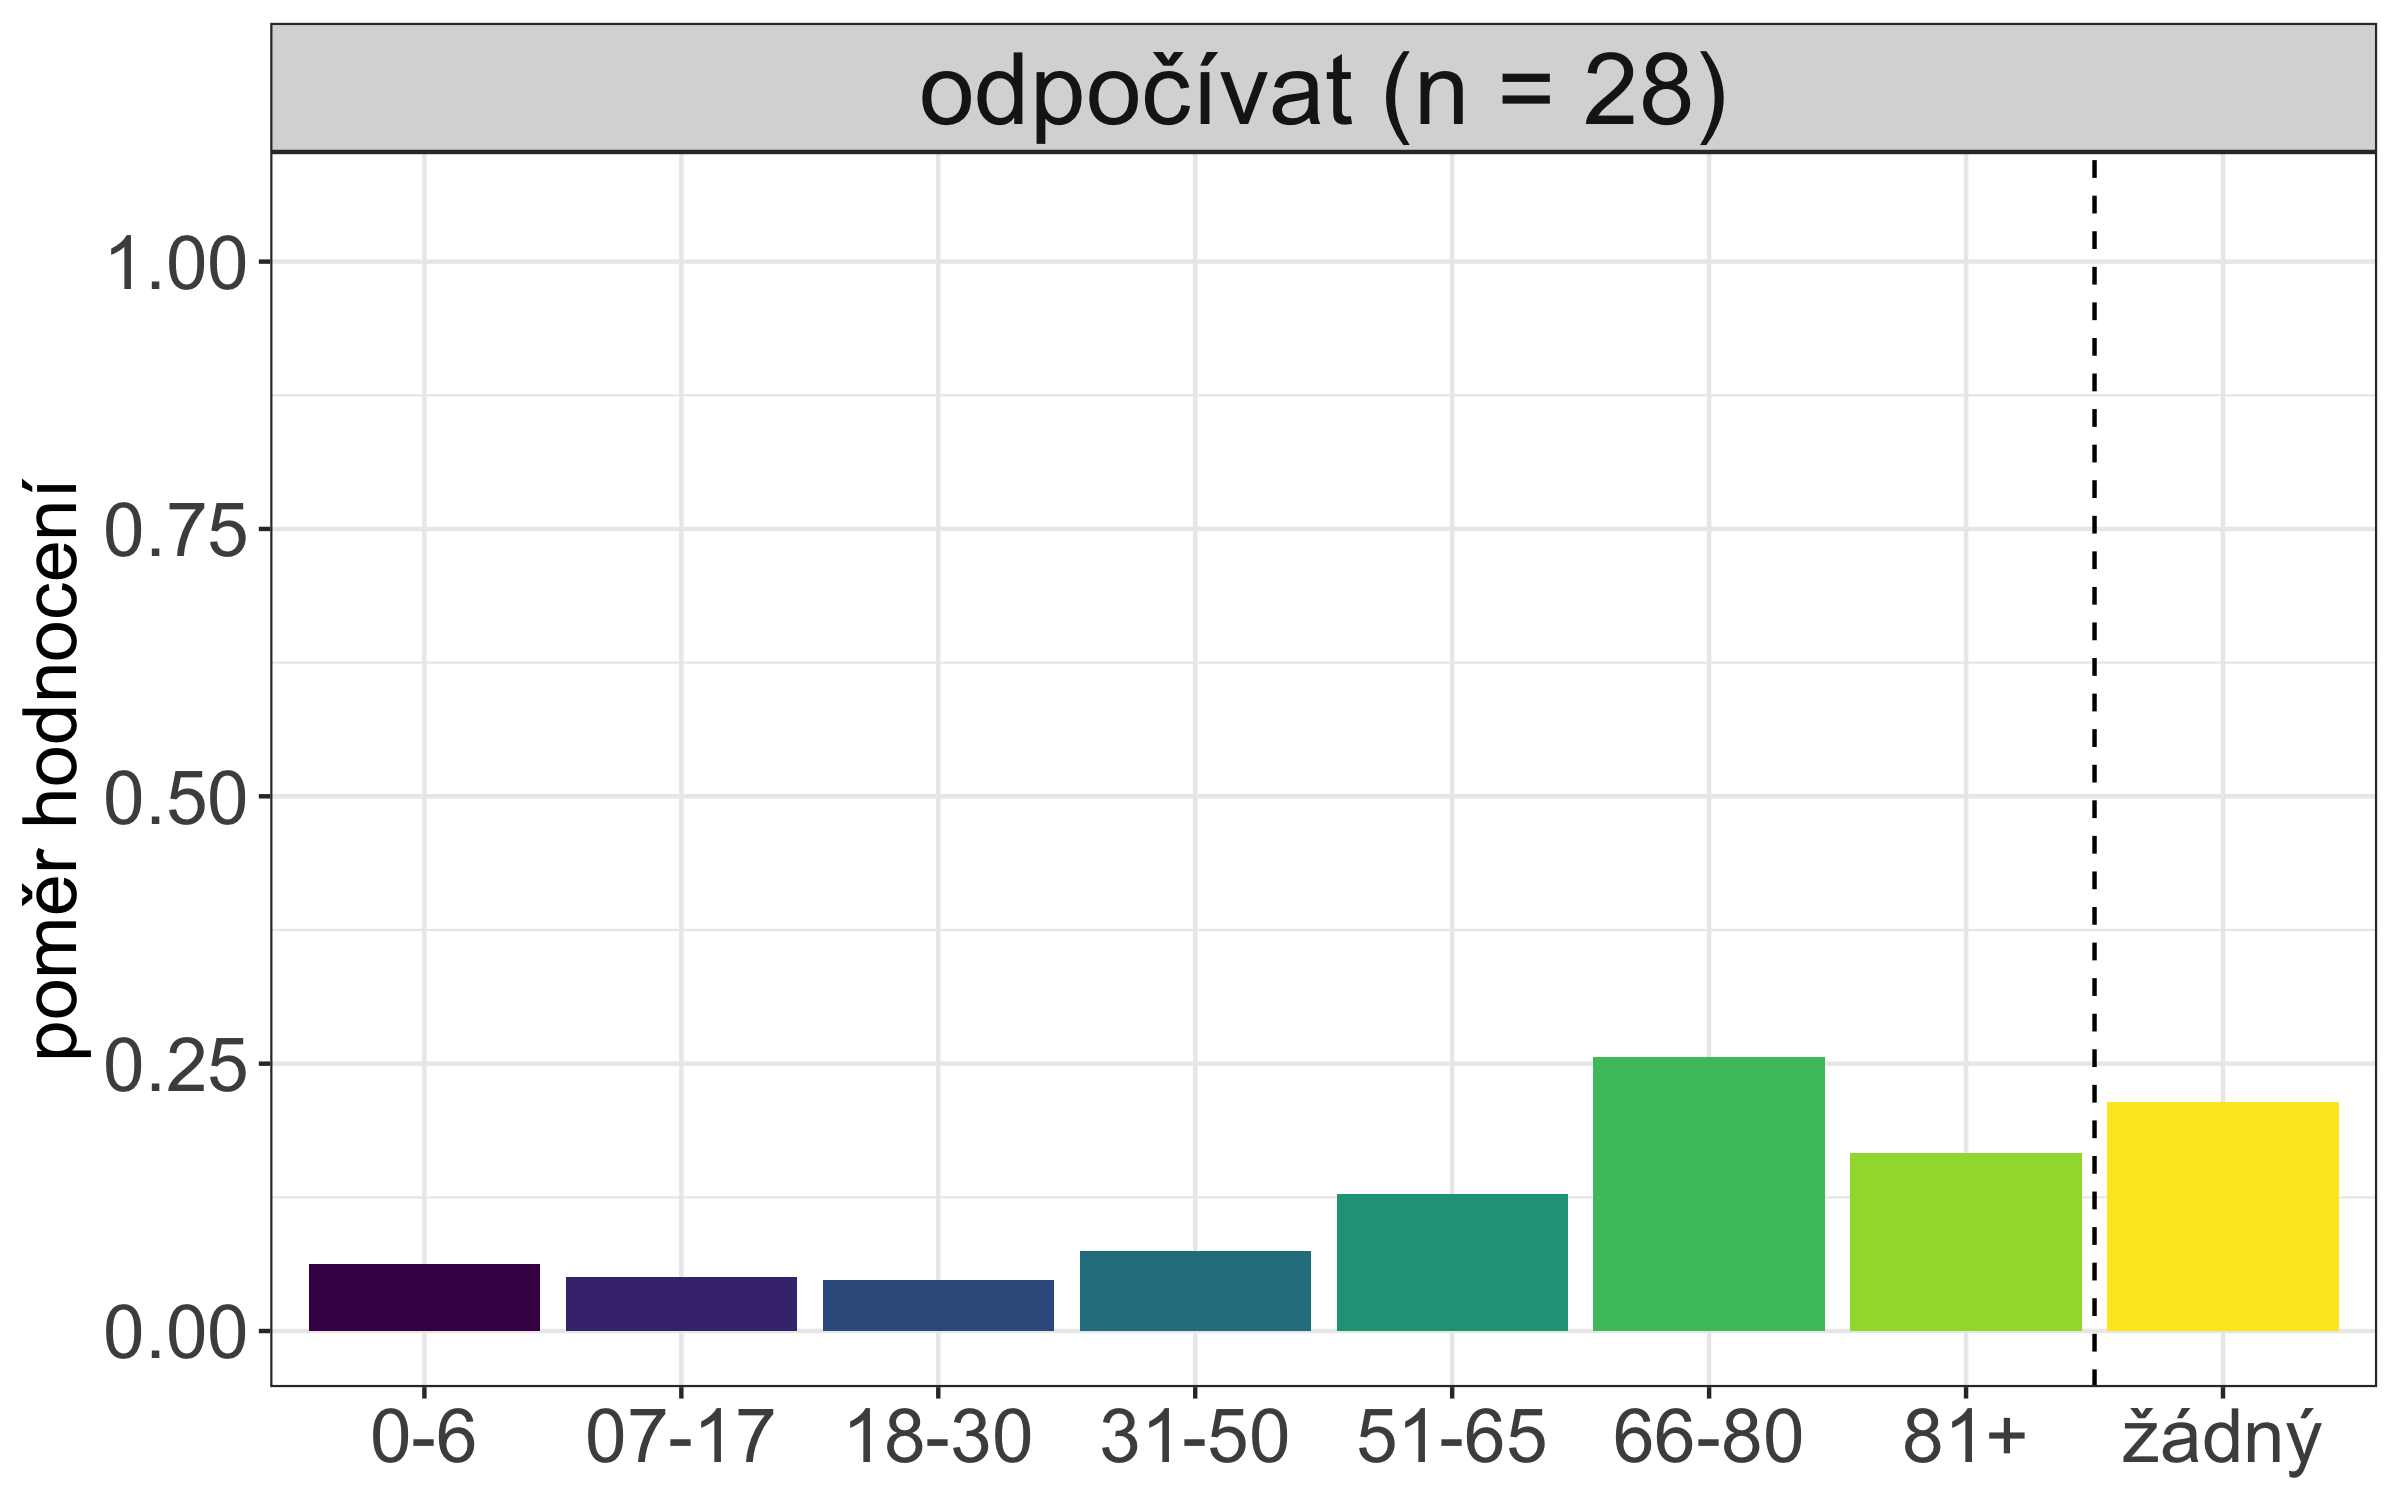 odpočívat (n = 28)
poměr hodnocení
1.00
0.75
0.50
0.25
0.00
0-6 07-17 18-30 31-50 51-65 66-80 81+ žádný